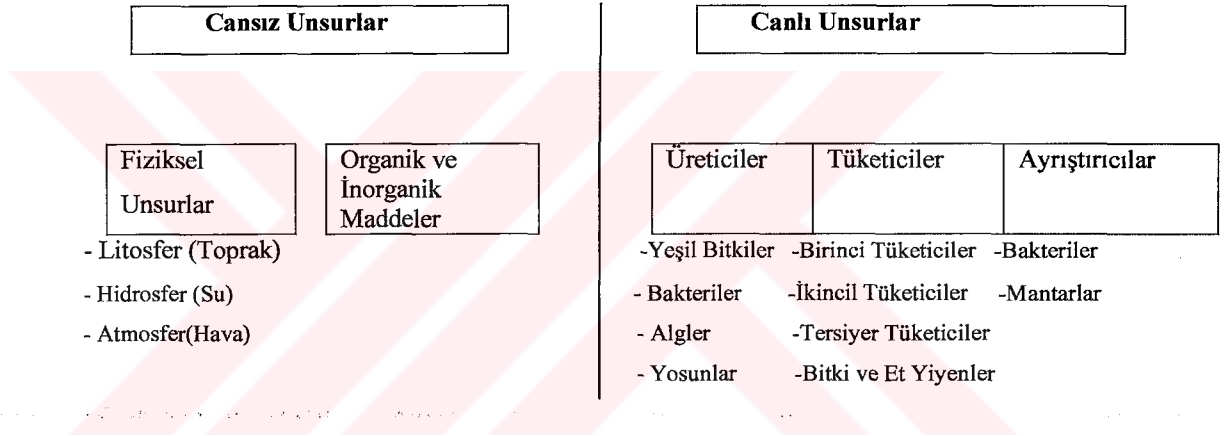 Cansız Unsurlar
Canlı Unsurlar
Fiziksel
Unsurlar
Organik ve
İnorganik
Maddeler
- Litosfer (Toprak)
- Hidrosfer (Su)
- Atmosfer(Hava)
Üreticiler
Tüketiciler
Ayrıştırıcılar
-Yeşil Bitkiler -Birinci Tüketiciler -Bakteriler
- Bakteriler -İkincil Tüketiciler -Mantarlar
- Algler -Tersiyer Tüketiciler
- Yosunlar -Bitki ve Et Yiyenler